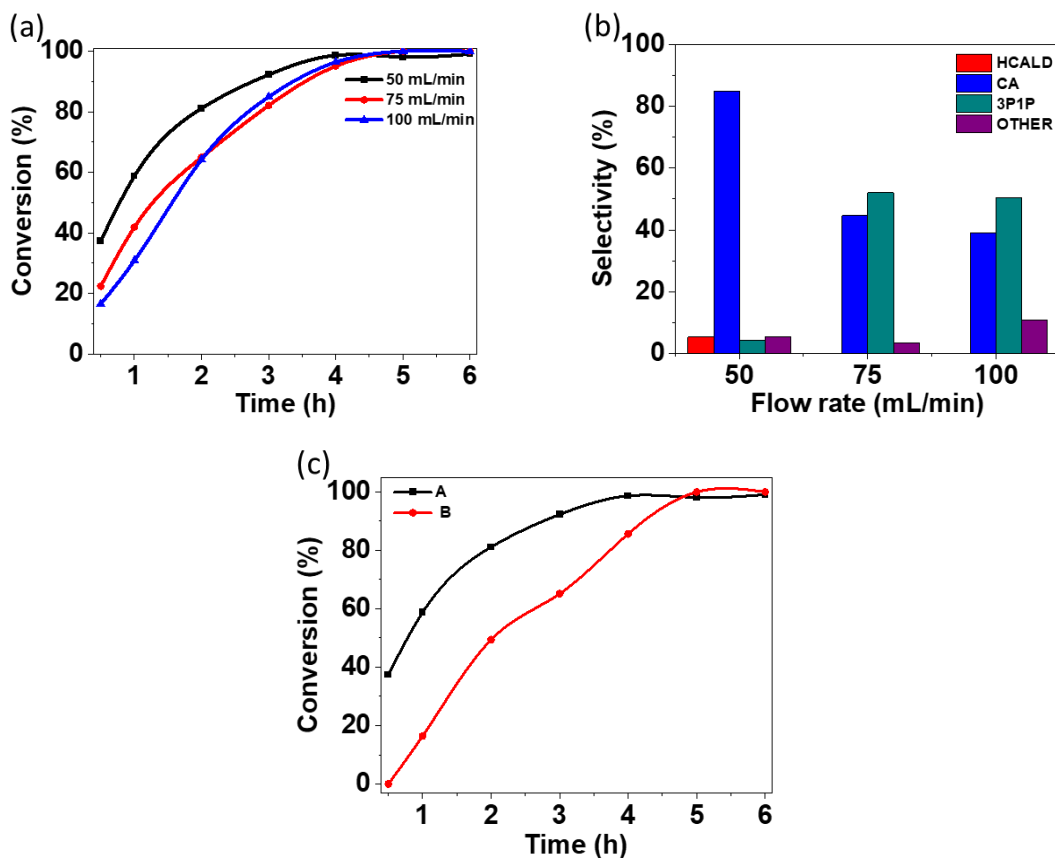 (a)
100
80
60
40
20
0
Conversion (%)
50 mL/min
75 mL/min
100 mL/min
1 2 3 4 5 6
Time (h)
(b)
100
80
60
40
20
0
Selectivity (%)
HCALD
CA
3P1P
OTHER
50 75 100
Flow rate (mL/min)
(c)
100
80
60
40
20
0
Conversion (%)
A
B
1 2 3 4 5 6
Time (h)